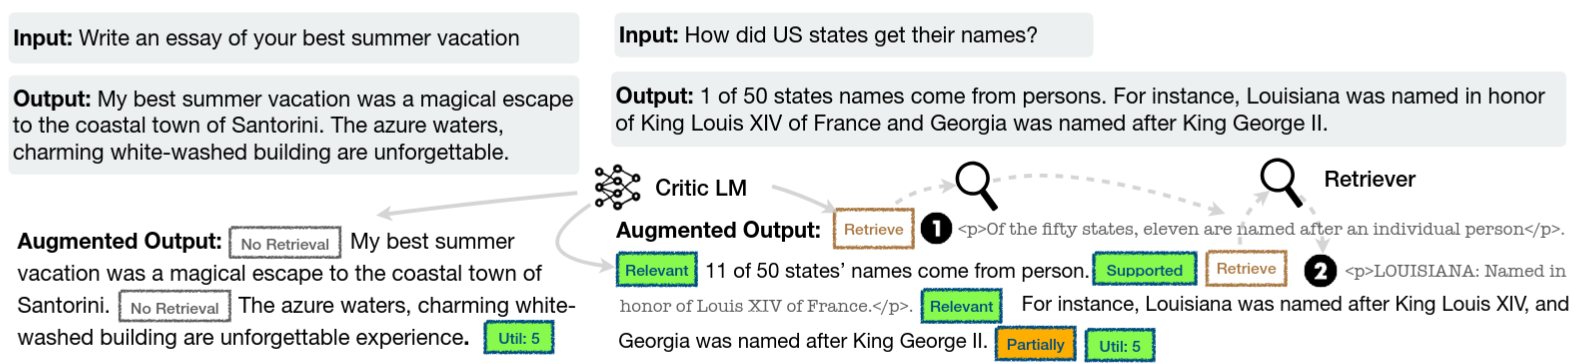 Input: Write an essay of your best summer vacation
Output: My best summer vacation was a magical escape
to the coastal town of Santorini. The azure waters,
charming white-washed building are unforgettable.
Augmented Output: No Retrieval My best summer
vacation was a magical escape to the coastal town of
Santorini. No Retrieval The azure waters, charming white-
washed building are unforgettable experience. Util: 5
Input: How did US states get their names?
Output: 1 of 50 states names come from persons. For instance, Louisiana was named in honor
of King Louis XIV of France and Georgia was named after King George II.
Critic LM
Retriever
Augmented Output: Retrieve 1 <p>Of the fifty states, eleven are named after an individual person</p>.
Relevant 11 of 50 states’ names come from person. Supported Retrieve 2 <p>LOUISIANA: Named in
honor of Louis XIV of France.</p>. Relevant For instance, Louisiana was named after King Louis XIV, and
Georgia was named after King George II. Partially Util: 5